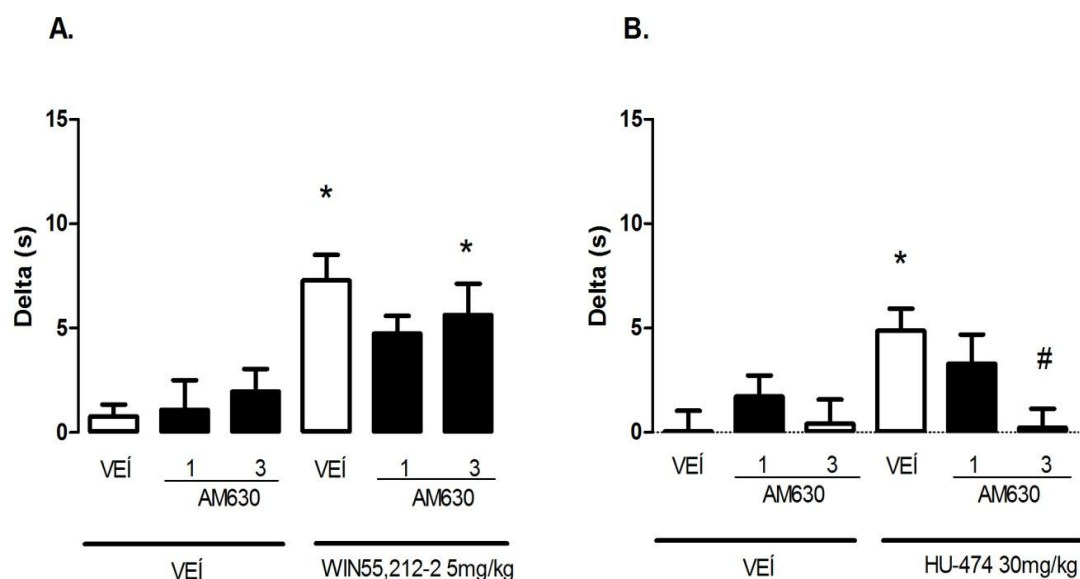 A.
Delta (s)
15
10
5
0
*
*
VEÍ
1
3
VEÍ
1
3
AM630
AM630
VEÍ
WIN55,212-2 5mg/kg
B.
Delta (s)
15
10
5
0
*
#
VEÍ
1
3
VEÍ
1
3
AM630
AM630
VEÍ
HU-474 30mg/kg